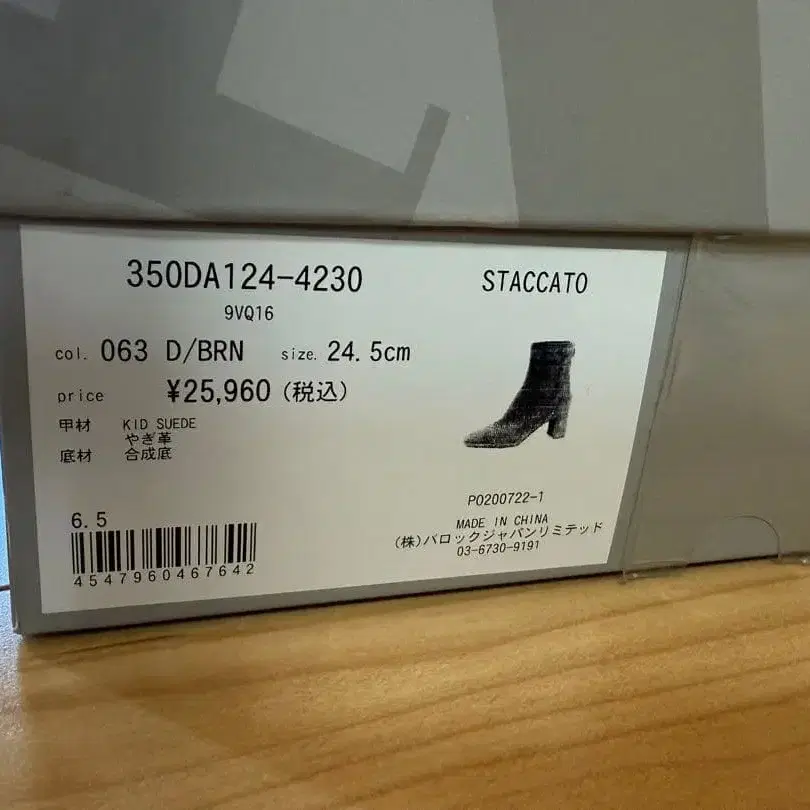 350DA124-4230
STACCATO
9VQ16
col. 063 D/BRN size. 24.5cm
price ¥25,960(税込)
甲材 KID SUEDE
やぎ革
底材 合成底
PO200722-1
6.5
MADE IN CHINA
(株)バロックジャパンリミテッド
03-6730-9191
4547960467642